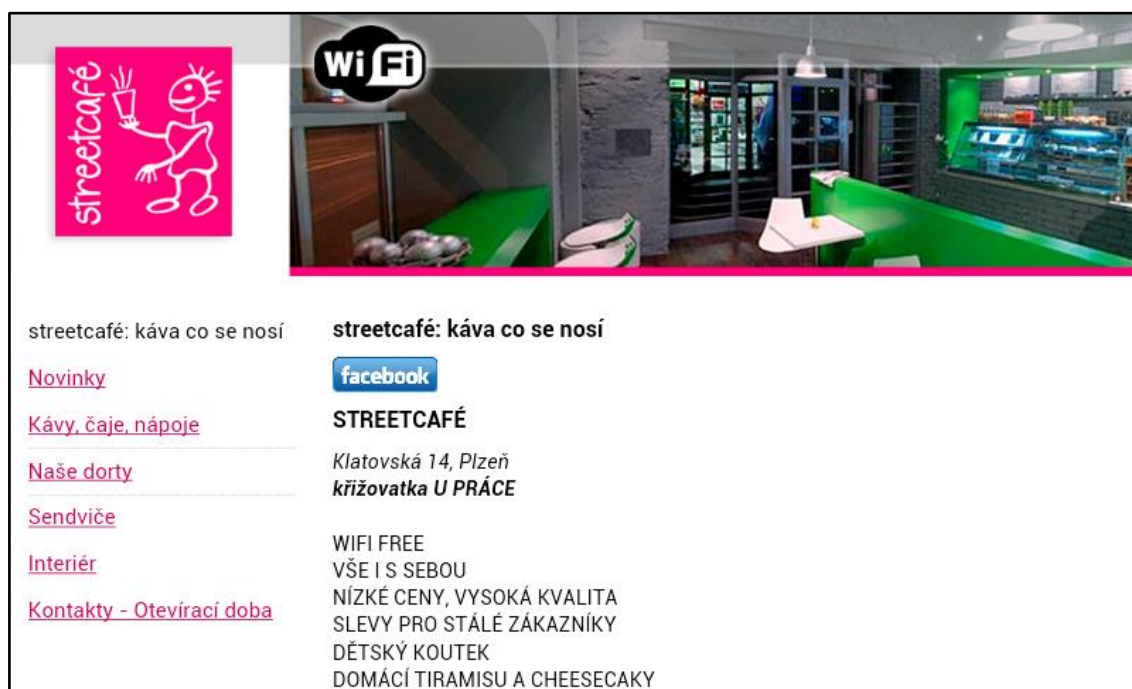 streetcafé
WiFi
streetcafé: káva co se nosí
Novinky
Kávy, čaje, nápoje
Naše dorty
Sendviče
Interiér
Kontakty - Otevírací doba
streetcafé: káva co se nosí
facebook
STREETCAFÉ
Klatovská 14, Plzeň
křižovatka U PRÁCE
WIFI FREE
VŠE I S SEBOU
NÍZKÉ CENY, VYSOKÁ KVALITA
SLEVY PRO STÁLÉ ZÁKAZNÍKY
DĚTSKÝ KOUTEK
DOMÁCÍ TIRAMISU A CHEESECAKY